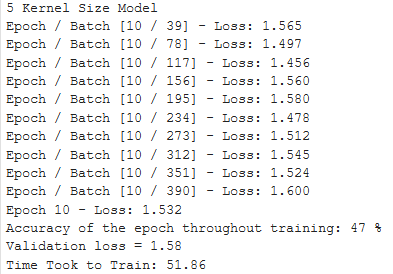 5 Kernel Size Model
Epoch / Batch [10 / 39] - Loss: 1.565
Epoch / Batch [10 / 78] - Loss: 1.497
Epoch / Batch [10 / 117] - Loss: 1.456
Epoch / Batch [10 / 156] - Loss: 1.560
Epoch / Batch [10 / 195] - Loss: 1.580
Epoch / Batch [10 / 234] - Loss: 1.478
Epoch / Batch [10 / 273] - Loss: 1.512
Epoch / Batch [10 / 312] - Loss: 1.545
Epoch / Batch [10 / 351] - Loss: 1.524
Epoch / Batch [10 / 390] - Loss: 1.600
Epoch 10 - Loss: 1.532
Accuracy of the epoch throughout training: 47 %
Validation loss = 1.58
Time Took to Train: 51.86